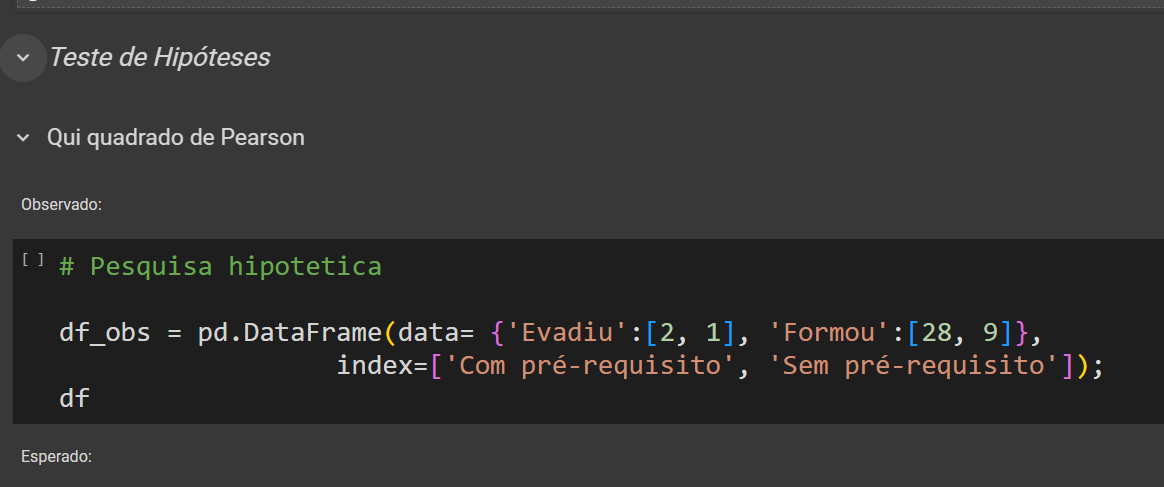 Teste de Hipóteses
Qui quadrado de Pearson
Observado:
[ ] # Pesquisa hipotetica
df_obs = pd.DataFrame(data= {'Evadiu':[2, 1], 'Formou':[28, 9]},
index=['Com pré-requisito', 'Sem pré-requisito']);
df
Esperado: